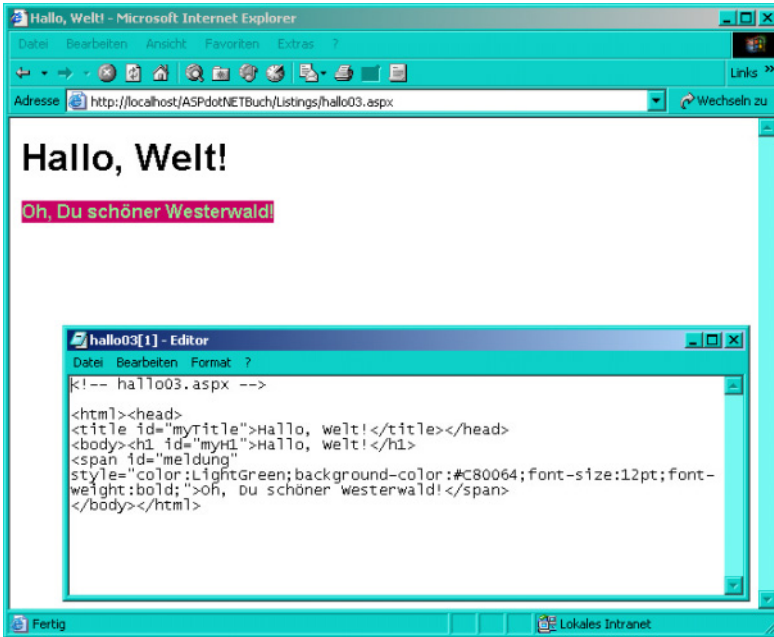 Hallo, Welt! - Microsoft Internet Explorer
Datei Bearbeiten Ansicht Favoriten Extras ?
Links »
Adresse http://localhost/ASPdotNETBuch/Listings/hallo03.aspx Wechseln zu
Hallo, Welt!
Oh, Du schöner Westerwald!
hallo03[1] - Editor
Datei Bearbeiten Format ?
<!-- hallo03.aspx -->
<html><head>
<title id="myTitle">Hallo, Welt!</title></head>
<body><h1 id="myH1">Hallo, Welt!</h1>
<span id="meldung"
style="color:LightGreen;background-color:#C80064;font-size:12pt;font-
weight:bold;">Oh, Du schöner Westerwald!</span>
</body></html>
Fertig Lokales Intranet